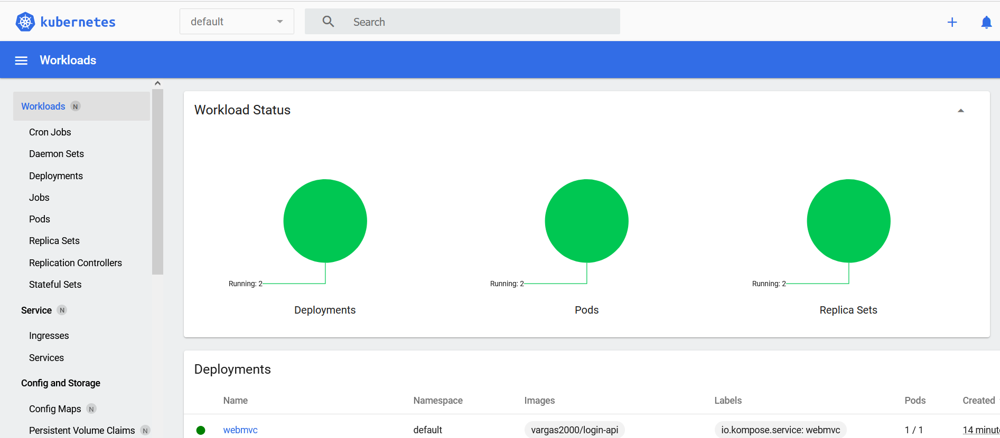 kubernetes
default
Search
Workloads
Workloads N
Cron Jobs
Daemon Sets
Deployments
Jobs
Pods
Replica Sets
Replication Controllers
Stateful Sets
Service N
Ingresses
Services
Config and Storage
Config Maps N
Persistent Volume Claims N
Workload Status
Running: 2
Deployments
Running: 2
Pods
Running: 2
Replica Sets
Deployments
Name Namespace Images Labels Pods Created
webmvc default vargas2000/login-api io.kompose.service: webmvc 1 / 1 14 minut